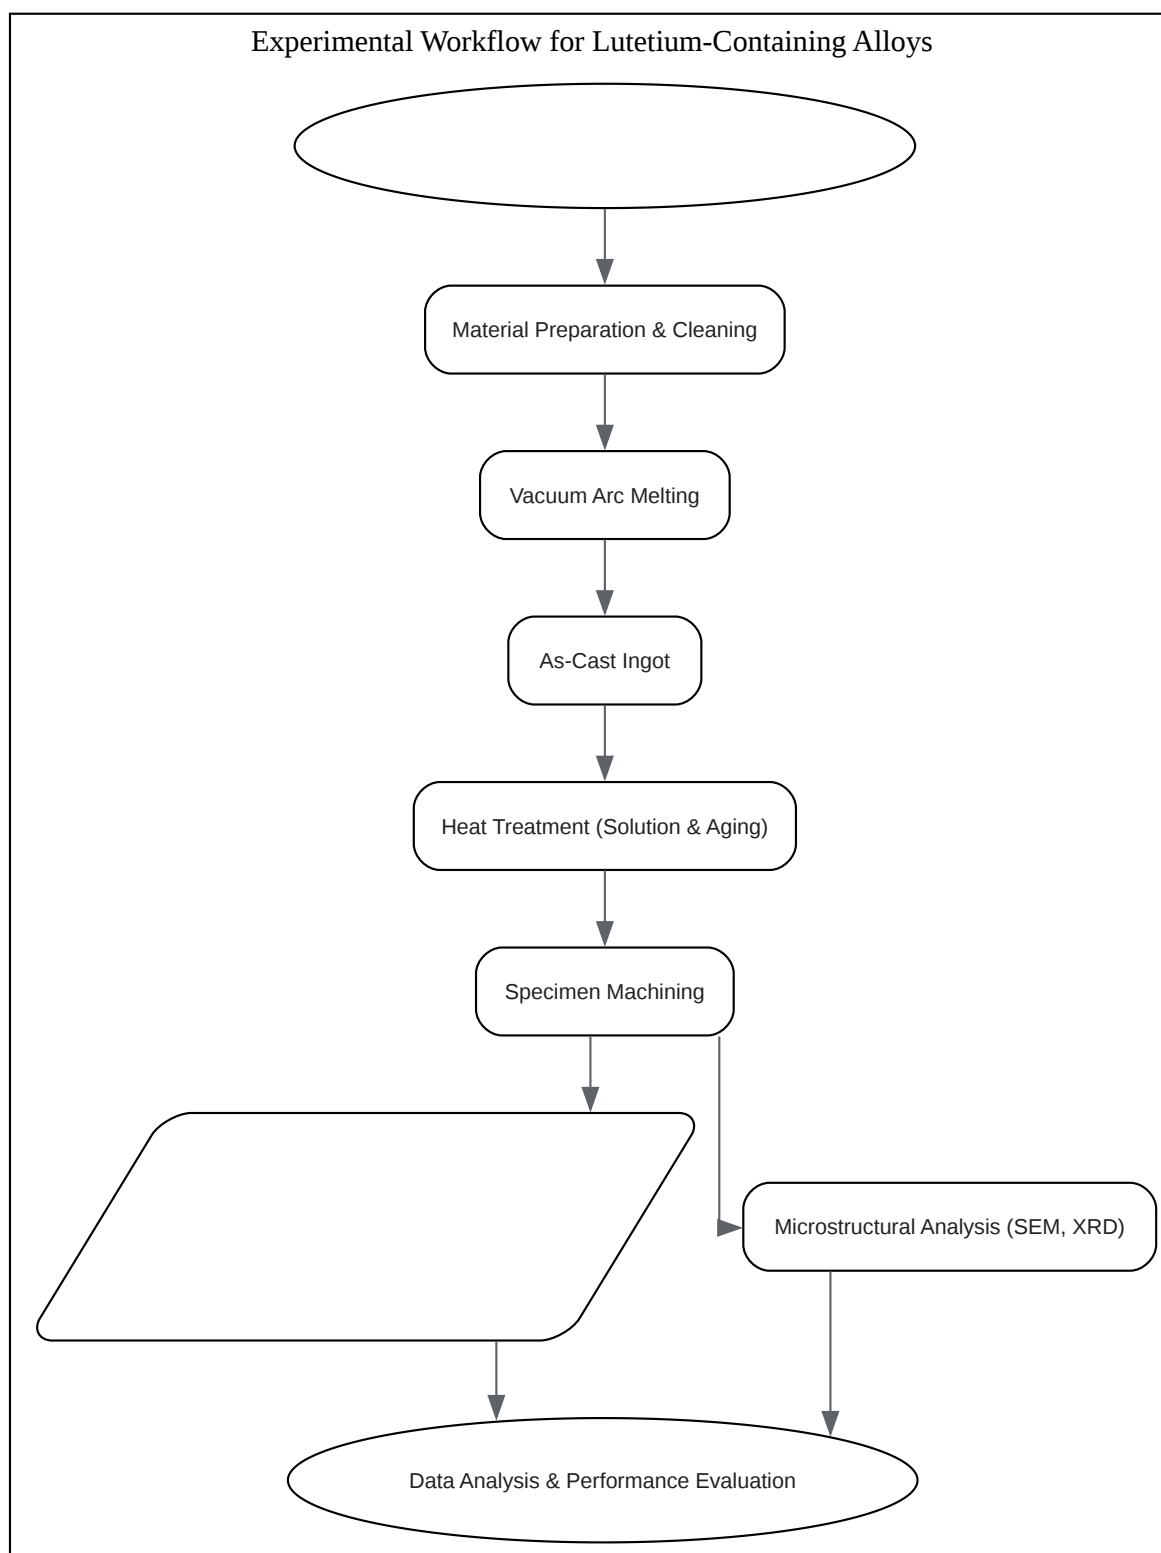 Experimental Workflow for Lutetium-Containing Alloys
Material Preparation & Cleaning
Vacuum Arc Melting
As-Cast Ingot
Heat Treatment (Solution & Aging)
Specimen Machining
Microstructural Analysis (SEM, XRD)
Data Analysis & Performance Evaluation